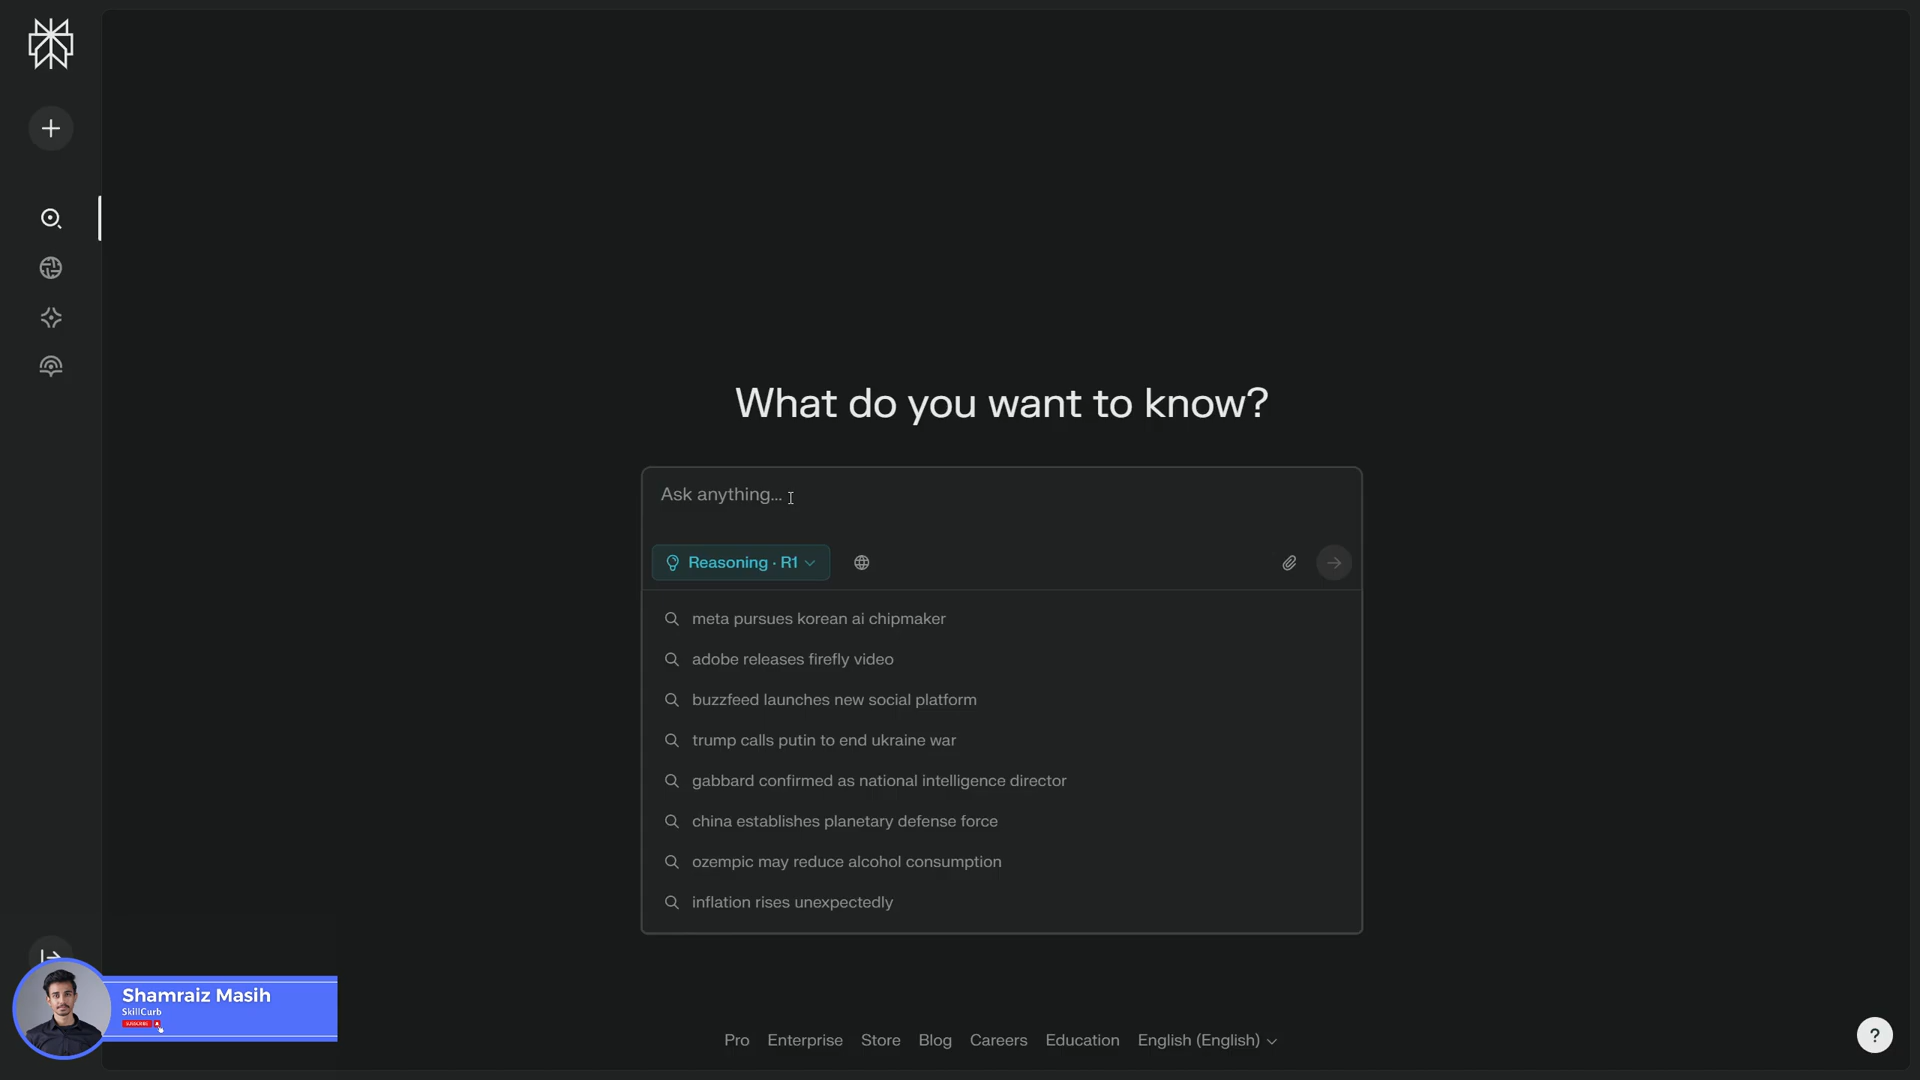 What do you want to know?
Ask anything...
Reasoning · R1
meta pursues korean ai chipmaker
adobe releases firefly video
buzzfeed launches new social platform
trump calls putin to end ukraine war
gabbard confirmed as national intelligence director
china establishes planetary defense force
ozempic may reduce alcohol consumption
inflation rises unexpectedly
Shamraiz Masih
SkillCurb
SUBSCRIBE
Pro Enterprise Store Blog Careers Education English (English)
?